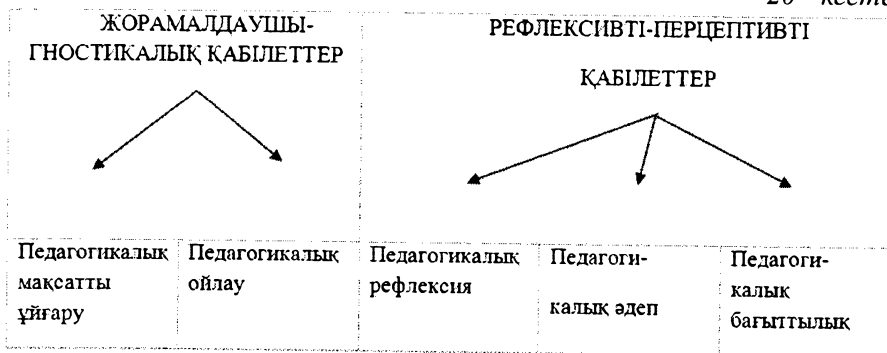 20 кесте
ЖОРАМАЛДАУШЫ-
ГНОСТИКАЛЫҚ ҚАБІЛЕТТЕР
РЕФЛЕКСИВТІ-ПЕРЦЕПТИВТІ
ҚАБІЛЕТТЕР
Педагогикалық
мақсатты
ұйғару
Педагогикалық
ойлау
Педагогикалық
рефлексия
Педагоги-
калық әдеп
Педагоги-
калық
бағыттылық